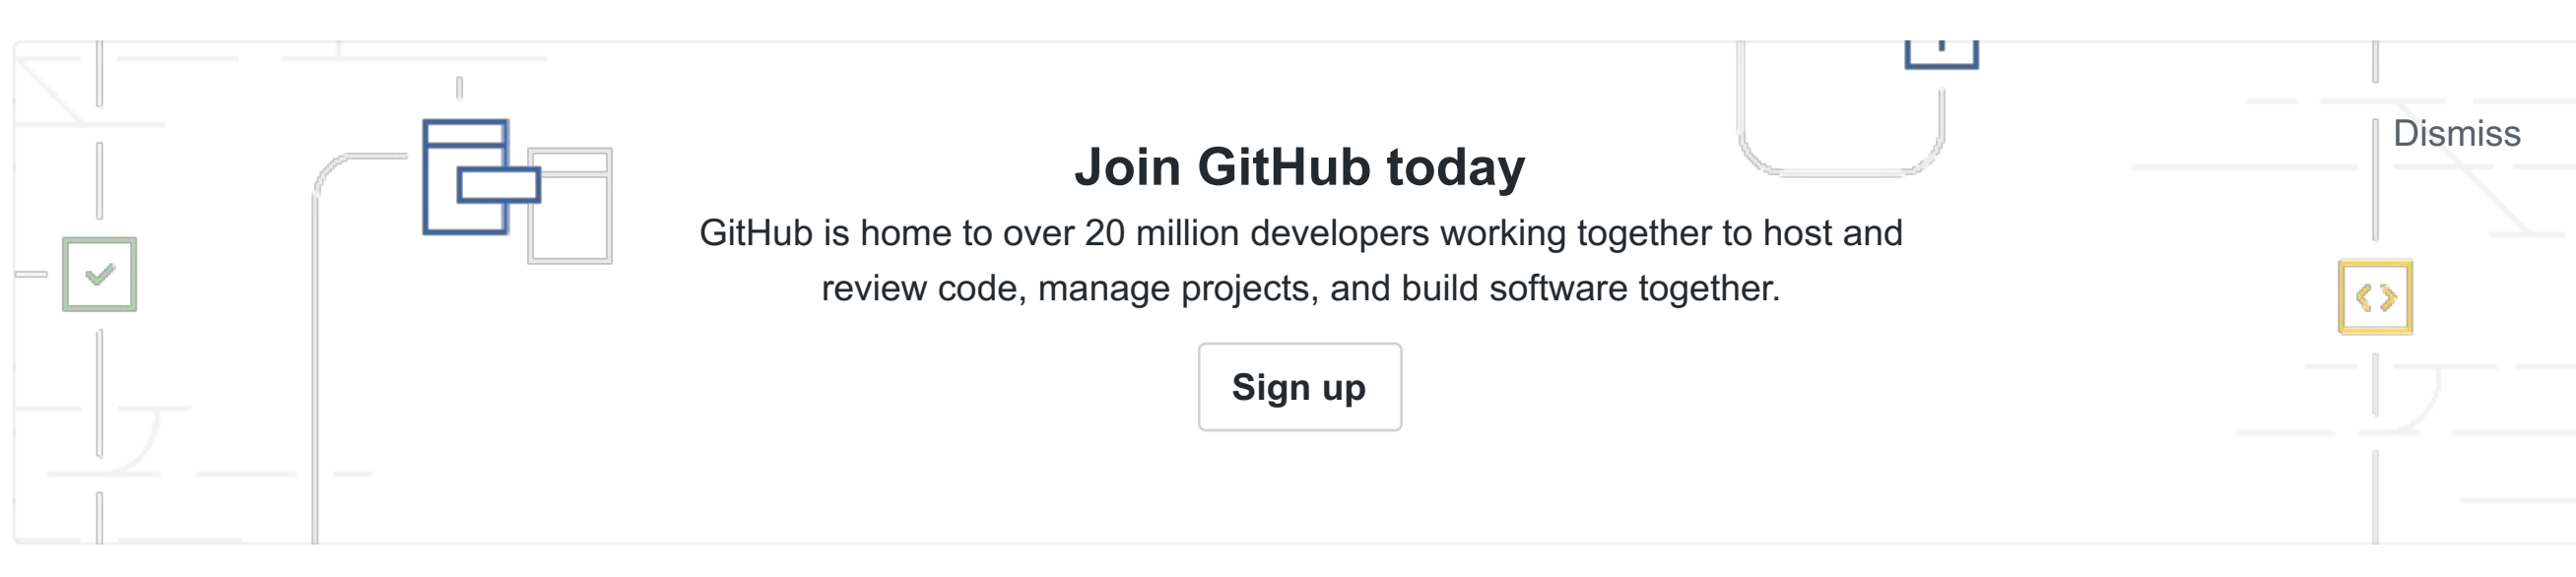 Join GitHub today
Dismiss
GitHub is home to over 20 million developers working together to host and
review code, manage projects, and build software together.
Sign up